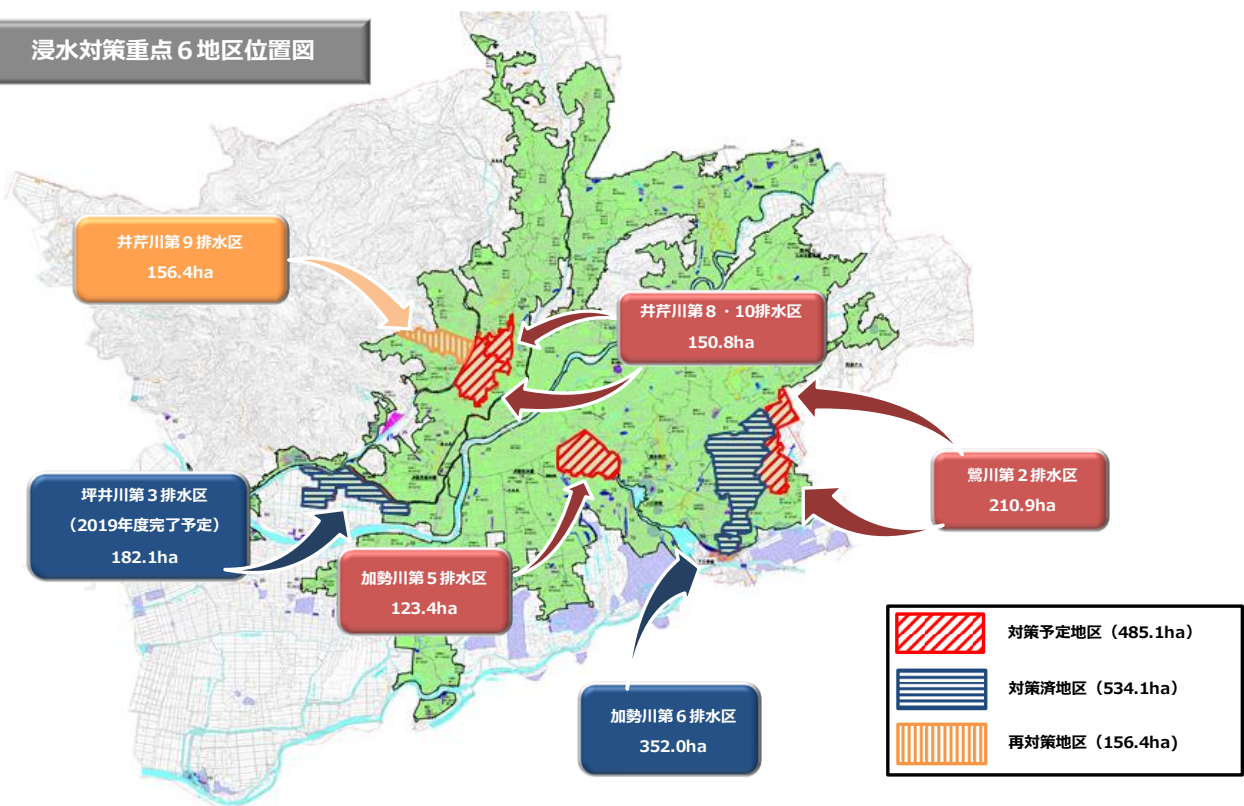 浸水対策重点６地区位置図
井芹川第９排水区
156.4ha
井芹川第８・10排水区
150.8ha
坪井川第３排水区
（2019年度完了予定）
182.1ha
加勢川第５排水区
123.4ha
鶯川第２排水区
210.9ha
加勢川第６排水区
352.0ha
対策予定地区（485.1ha）
対策済地区（534.1ha）
再対策地区（156.4ha)